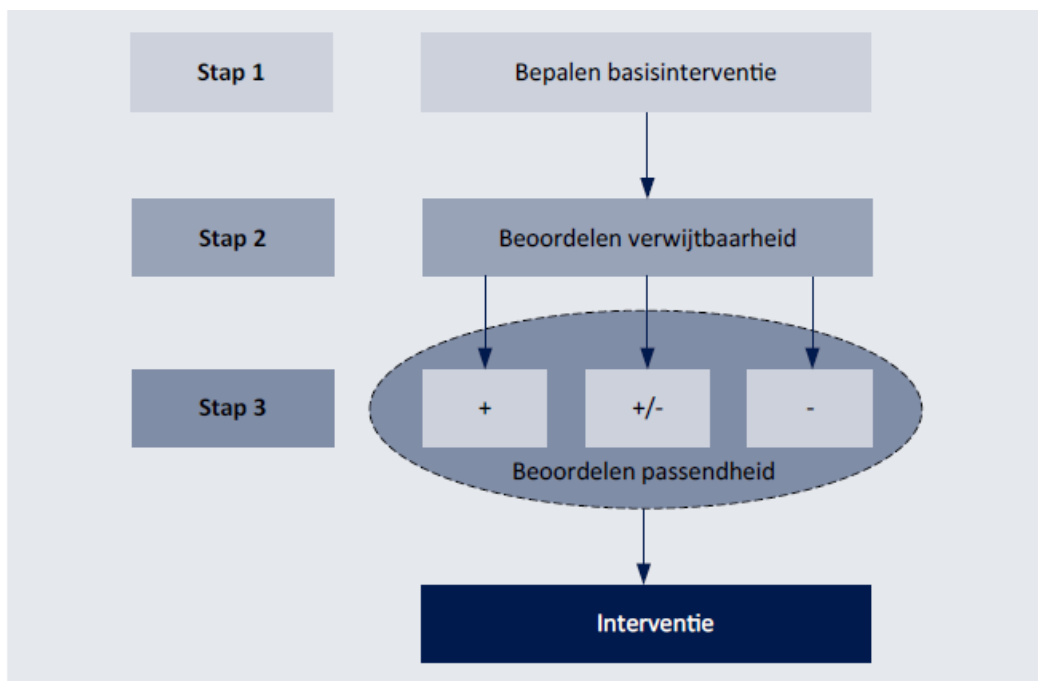 Stap 1
Bepalen basisinterventie
Stap 2
Beoordelen verwijtbaarheid
Stap 3
+
+/-
-
Beoordelen passendheid
Interventie